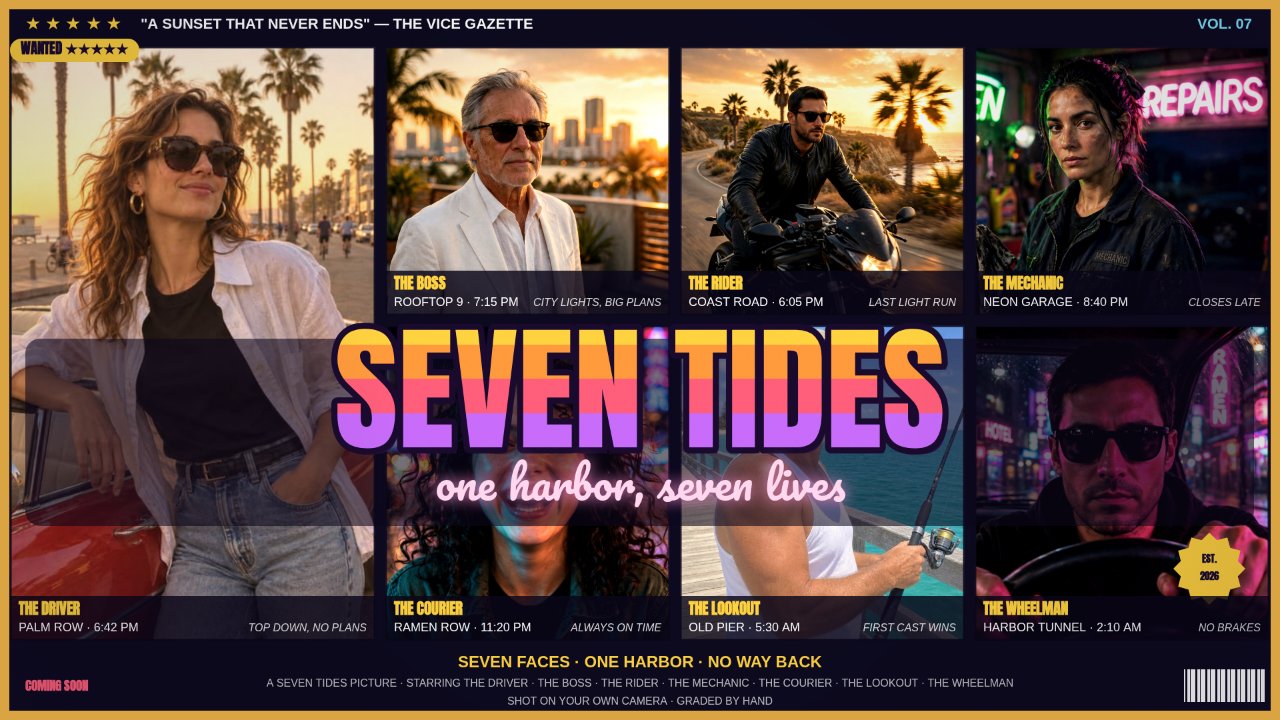 ★★★★★ "A SUNSET THAT NEVER ENDS" — THE VICE GAZETTE
VOL. 07
WANTED ★★★★★
REPAIRS
MECHANIC
THE BOSS
ROOFTOP 9 · 7:15 PM
CITY LIGHTS, BIG PLANS
THE RIDER
COAST ROAD · 6:05 PM
LAST LIGHT RUN
THE MECHANIC
NEON GARAGE · 8:40 PM
CLOSES LATE
SEVEN TIDES
one harbor, seven lives
HOTEL
RAMEN
EST.
2026
THE DRIVER
PALM ROW · 6:42 PM
TOP DOWN, NO PLANS
THE COURIER
RAMEN ROW · 11:20 PM
ALWAYS ON TIME
THE LOOKOUT
OLD PIER · 5:30 AM
FIRST CAST WINS
THE WHEELMAN
HARBOR TUNNEL · 2:10 AM
NO BRAKES
SEVEN FACES · ONE HARBOR · NO WAY BACK
COMING SOON
A SEVEN TIDES PICTURE · STARRING THE DRIVER · THE BOSS · THE RIDER · THE MECHANIC · THE COURIER · THE LOOKOUT · THE WHEELMAN
SHOT ON YOUR OWN CAMERA · GRADED BY HAND